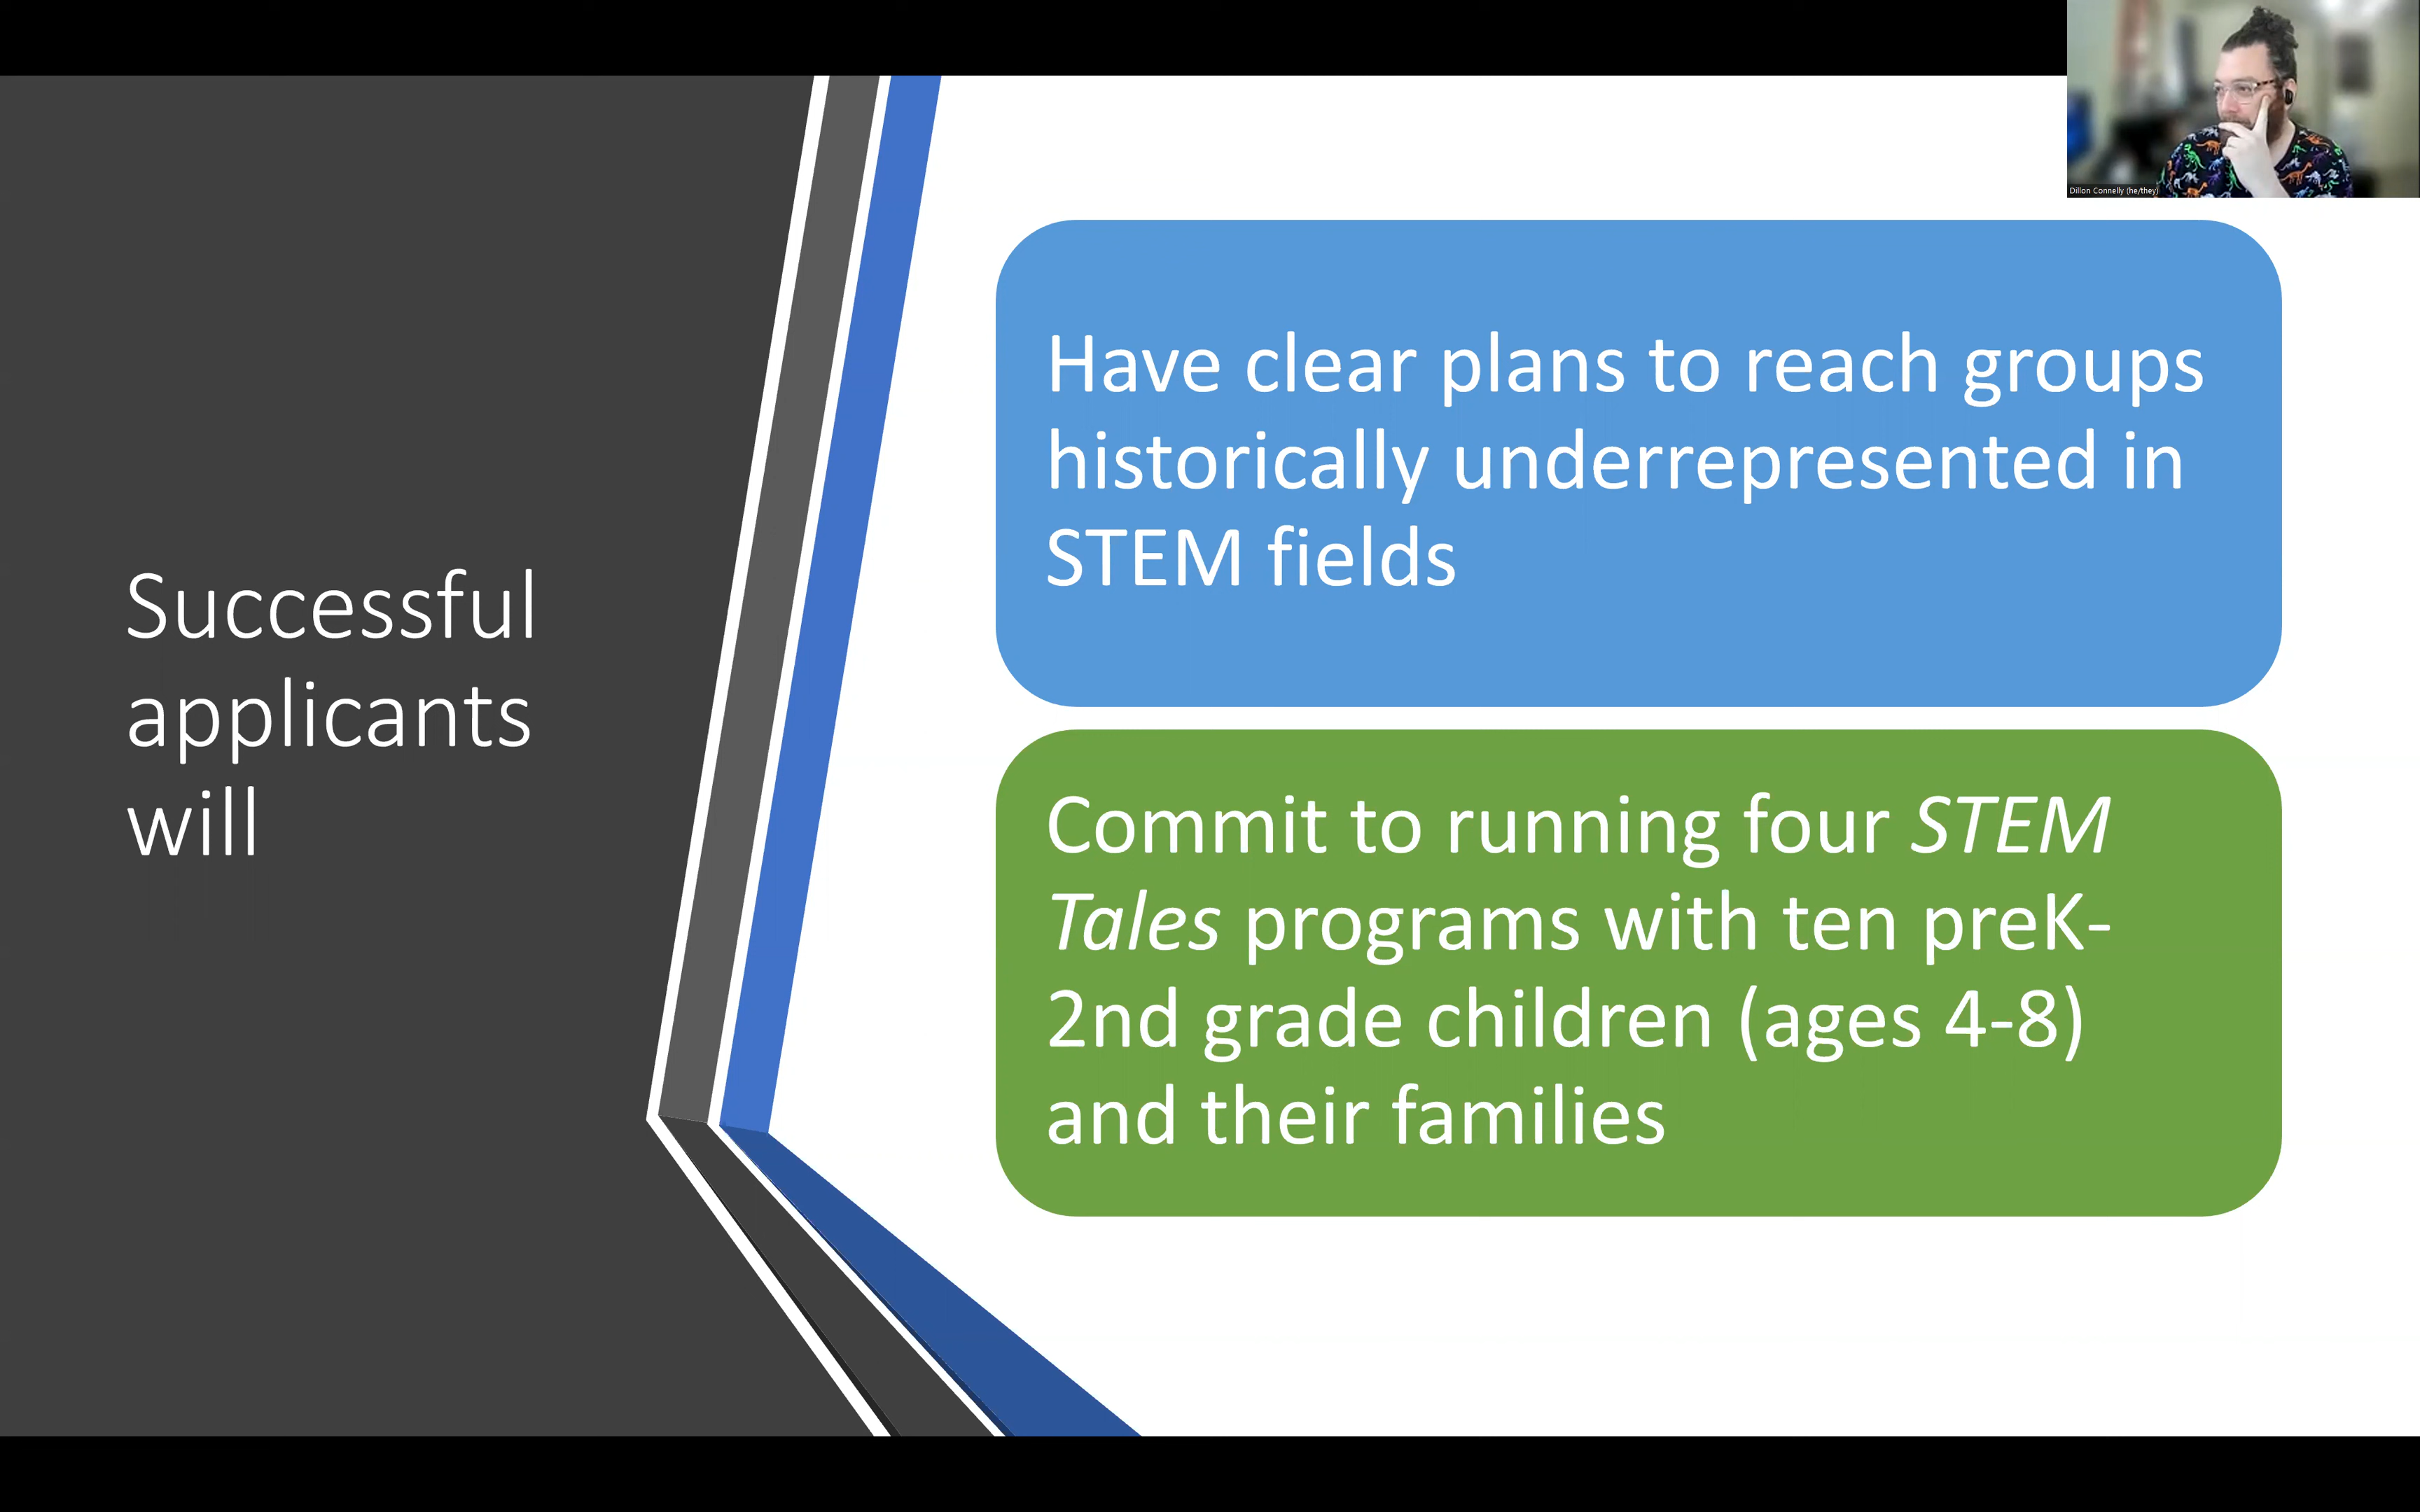 Successful
applicants
will
Have clear plans to reach groups
historically underrepresented in
STEM fields
Commit to running four STEM
Tales programs with ten preK-
2nd grade children (ages 4-8)
and their families
Dillon Connelly (he/they)